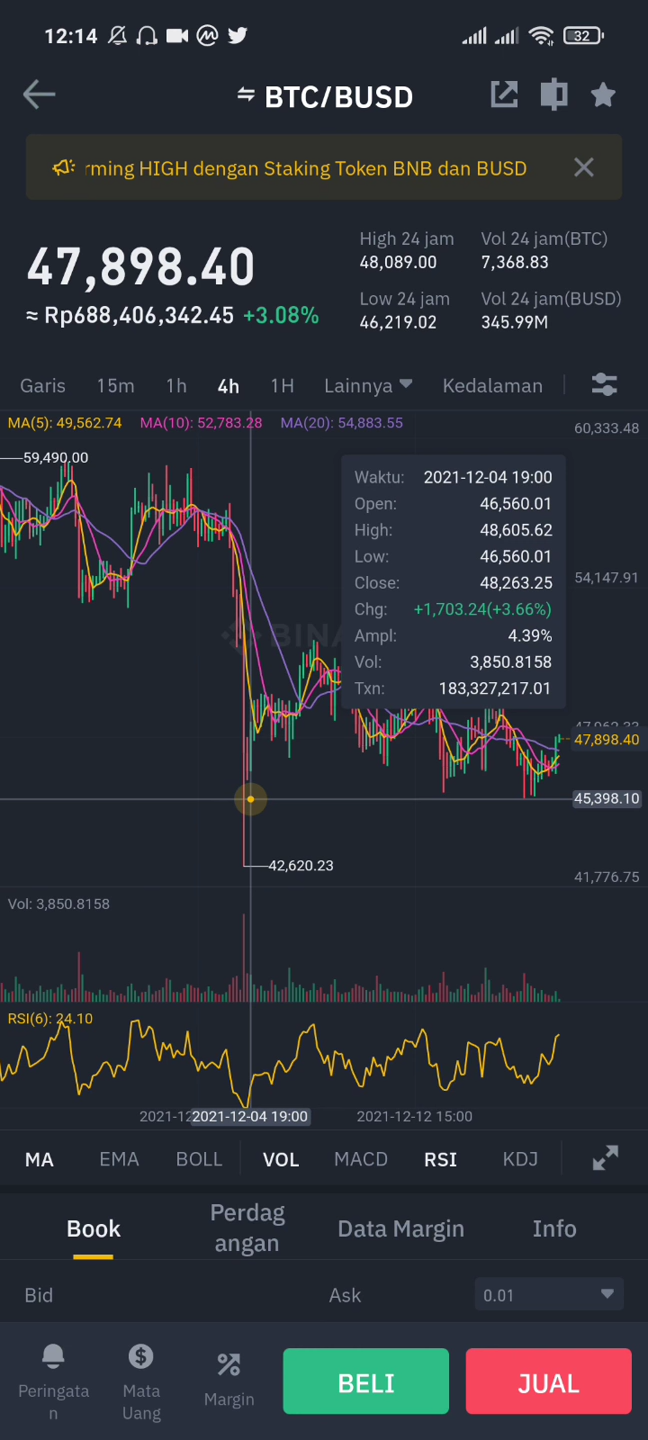 12:14
32
BTC/BUSD
rming HIGH dengan Staking Token BNB dan BUSD
47,898.40
≈ Rp688,406,342.45 +3.08%
High 24 jam
48,089.00
Vol 24 jam(BTC)
7,368.83
Low 24 jam
46,219.02
Vol 24 jam(BUSD)
345.99M
Garis 15m 1h 4h 1H Lainnya Kedalaman
MA(5): 49,562.74 MA(10): 52,783.28 MA(20): 54,883.55
60,333.48
59,490.00
Waktu: 2021-12-04 19:00
Open: 46,560.01
High: 48,605.62
Low: 46,560.01
Close: 48,263.25
Chg: +1,703.24(+3.66%)
Ampl: 4.39%
Vol: 3,850.8158
Txn: 183,327,217.01
54,147.91
BINA
47,898.40
45,398.10
42,620.23
41,776.75
Vol: 3,850.8158
RSI(6): 24.10
2021-12 2021-12-04 19:00 2021-12-12 15:00
MA EMA BOLL VOL MACD RSI KDJ
Book
Perdag
angan
Data Margin
Info
Bid
Ask
0.01
Peringata
n
Mata
Uang
Margin
BELI
JUAL